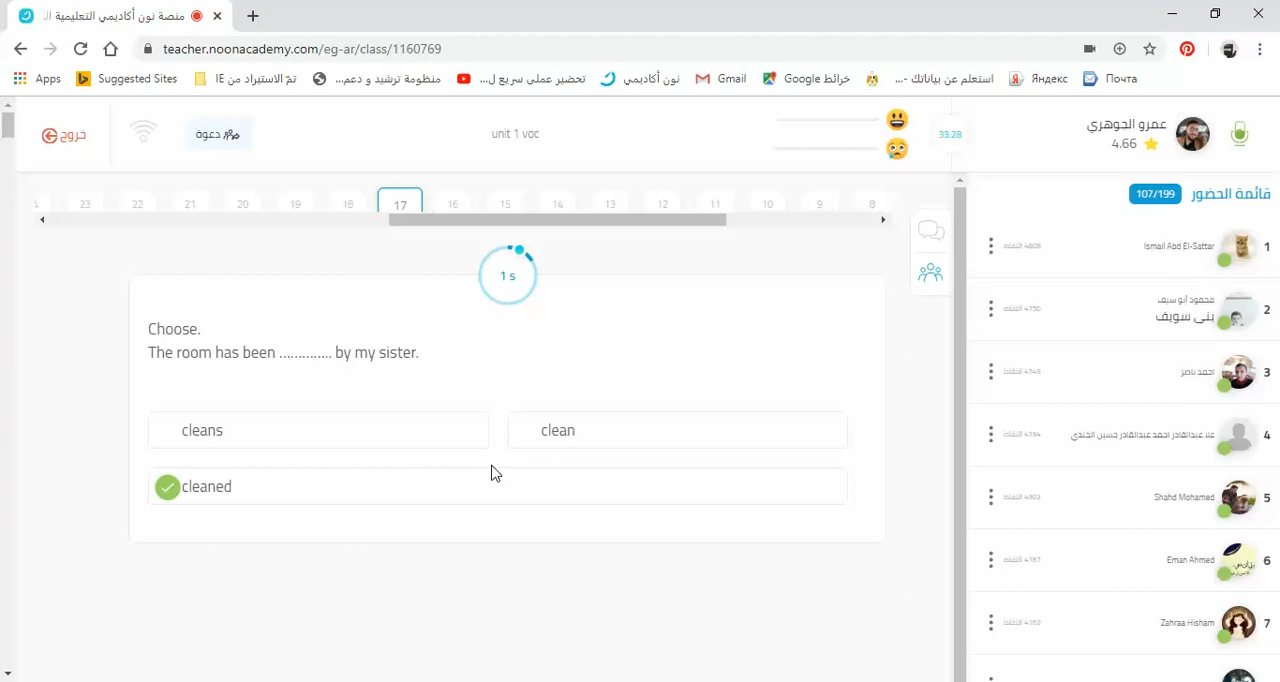 منصة نون أكاديمي التعليمية
teacher.noonacademy.com/eg-ar/class/1160769
Apps
Suggested Sites
تمّ الاستيراد من IE
منظومة ترشيد و دعم...
تحضير عملى سريع ل...
نون أكاديمي
Gmail
خرائط Google
استعلم عن بياناتك -...
Яндекс
Почта
خروج
دعوة
unit 1 voc
33:28
عمرو الجوهري
4.66
23 22 21 20 19 18 17 16 15 14 13 12 11 10 9 8
قائمة الحضور
107/199
1 s
Choose.
The room has been .............. by my sister.
cleans
clean
cleaned
1
Ismail Abd El-Sattar
2
محمود أبو سيف
بنى سويف
3
احمد ناصر
4
علا عبدالقادر احمد عبدالقادر حسين الجندي
5
Shahd Mohamed
6
Eman Ahmed
7
Zahraa Hisham